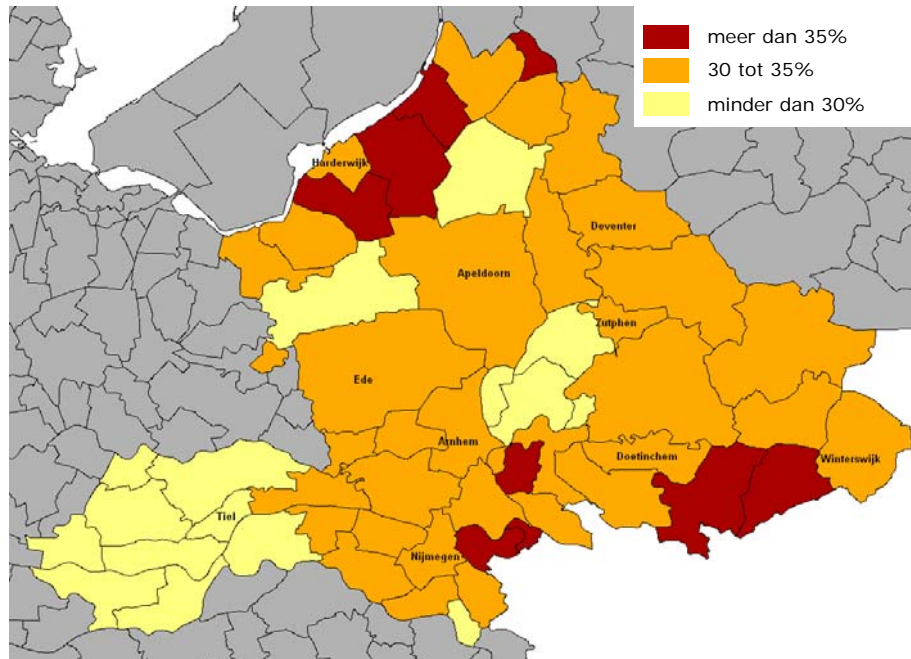 meer dan 35%
30 tot 35%
minder dan 30%
Harderwijk
Deventer
Apeldoorn
Zutphen
Ede
Arnhem
Doetinchem
Winterswijk
Tiel
Nijmegen